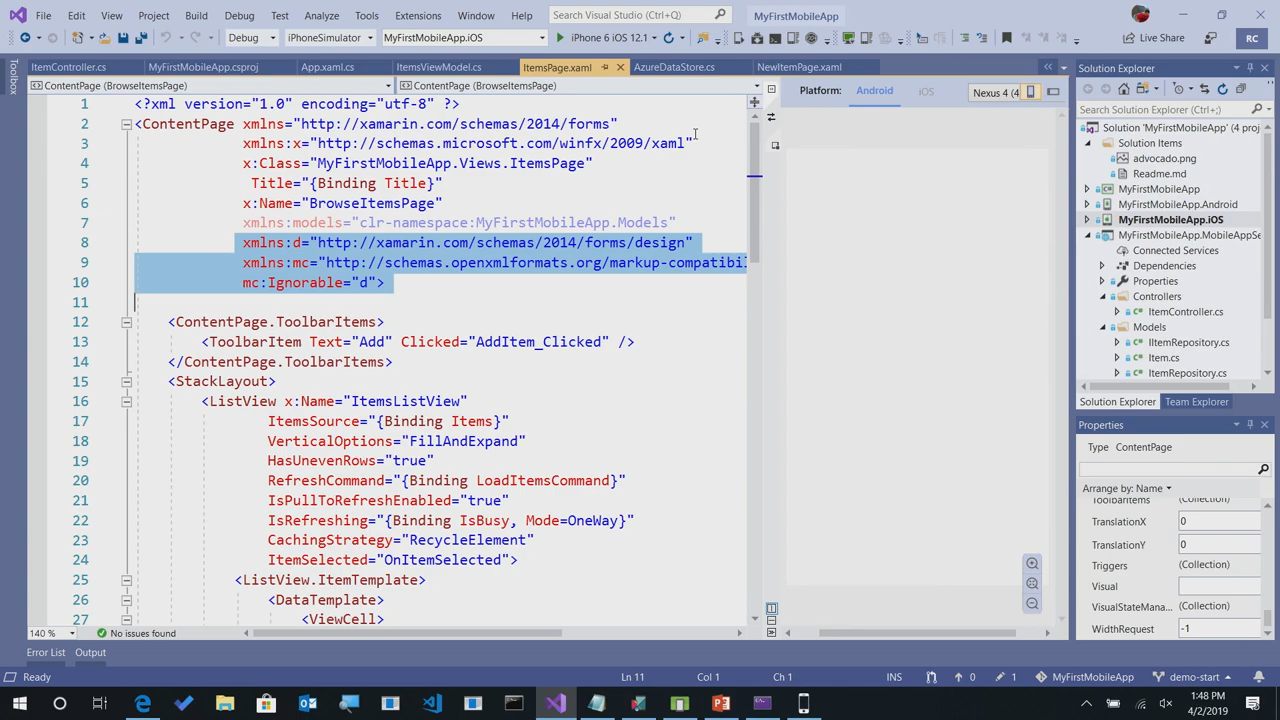 File Edit View Project Build Debug Test Analyze Tools Extensions Window Help Search Visual Studio (Ctrl+Q) MyFirstMobileApp
Debug iPhoneSimulator MyFirstMobileApp.iOS iPhone 6 iOS 12.1 Live Share RC
ItemController.cs MyFirstMobileApp.csproj App.xaml.cs ItemsViewModel.cs ItemsPage.xaml AzureDataStore.cs NewItemPage.xaml
Toolbox
ContentPage (BrowseItemsPage) ContentPage (BrowseItemsPage)
1 <?xml version="1.0" encoding="utf-8" ?>
2 <ContentPage xmlns="http://xamarin.com/schemas/2014/forms"
3 xmlns:x="http://schemas.microsoft.com/winfx/2009/xaml"
4 x:Class="MyFirstMobileApp.Views.ItemsPage"
5 Title="{Binding Title}"
6 x:Name="BrowseItemsPage"
7 xmlns:models="clr-namespace:MyFirstMobileApp.Models"
8 xmlns:d="http://xamarin.com/schemas/2014/forms/design"
9 xmlns:mc="http://schemas.openxmlformats.org/markup-compatibil
10 mc:Ignorable="d">
11
12 <ContentPage.ToolbarItems>
13 <ToolbarItem Text="Add" Clicked="AddItem_Clicked" />
14 </ContentPage.ToolbarItems>
15 <StackLayout>
16 <ListView x:Name="ItemsListView"
17 ItemsSource="{Binding Items}"
18 VerticalOptions="FillAndExpand"
19 HasUnevenRows="true"
20 RefreshCommand="{Binding LoadItemsCommand}"
21 IsPullToRefreshEnabled="true"
22 IsRefreshing="{Binding IsBusy, Mode=OneWay}"
23 CachingStrategy="RecycleElement"
24 ItemSelected="OnItemSelected">
25 <ListView.ItemTemplate>
26 <DataTemplate>
27 <ViewCell>
140 % No issues found
Platform: Android iOS Nexus 4 (4
Solution Explorer
Search Solution Explorer (Ctrl+;)
Solution 'MyFirstMobileApp' (4 proj
Solution Items
advocado.png
Readme.md
MyFirstMobileApp
MyFirstMobileApp.Android
MyFirstMobileApp.iOS
MyFirstMobileApp.MobileAppSe
Connected Services
Dependencies
Properties
Controllers
ItemController.cs
Models
IItemRepository.cs
Item.cs
ItemRepository.cs
Solution Explorer Team Explorer
Properties
Type ContentPage
Arrange by: Name
ToolbarItems (Collection)
TranslationX 0
TranslationY 0
Triggers (Collection)
Visual
VisualStateMana... (Collection)
WidthRequest -1
Error List Output
Ready Ln 11 Col 1 Ch 1 INS 0 1 MyFirstMobileApp demo-start
1:48 PM
4/2/2019